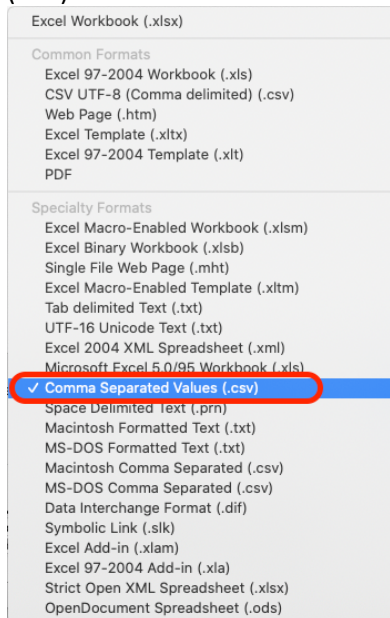 Excel Workbook (.xlsx)
Common Formats
Excel 97-2004 Workbook (.xls)
CSV UTF-8 (Comma delimited) (.csv)
Web Page (.htm)
Excel Template (.xltx)
Excel 97-2004 Template (.xlt)
PDF
Specialty Formats
Excel Macro-Enabled Workbook (.xlsm)
Excel Binary Workbook (.xlsb)
Single File Web Page (.mht)
Excel Macro-Enabled Template (.xltm)
Tab delimited Text (.txt)
UTF-16 Unicode Text (.txt)
Excel 2004 XML Spreadsheet (.xml)
Microsoft Excel 5.0/95 Workbook (.xls)
✓ Comma Separated Values (.csv)
Space Delimited Text (.prn)
Macintosh Formatted Text (.txt)
MS-DOS Formatted Text (.txt)
Macintosh Comma Separated (.csv)
MS-DOS Comma Separated (.csv)
Data Interchange Format (.dif)
Symbolic Link (.slk)
Excel Add-in (.xlam)
Excel 97-2004 Add-in (.xla)
Strict Open XML Spreadsheet (.xlsx)
OpenDocument Spreadsheet (.ods)